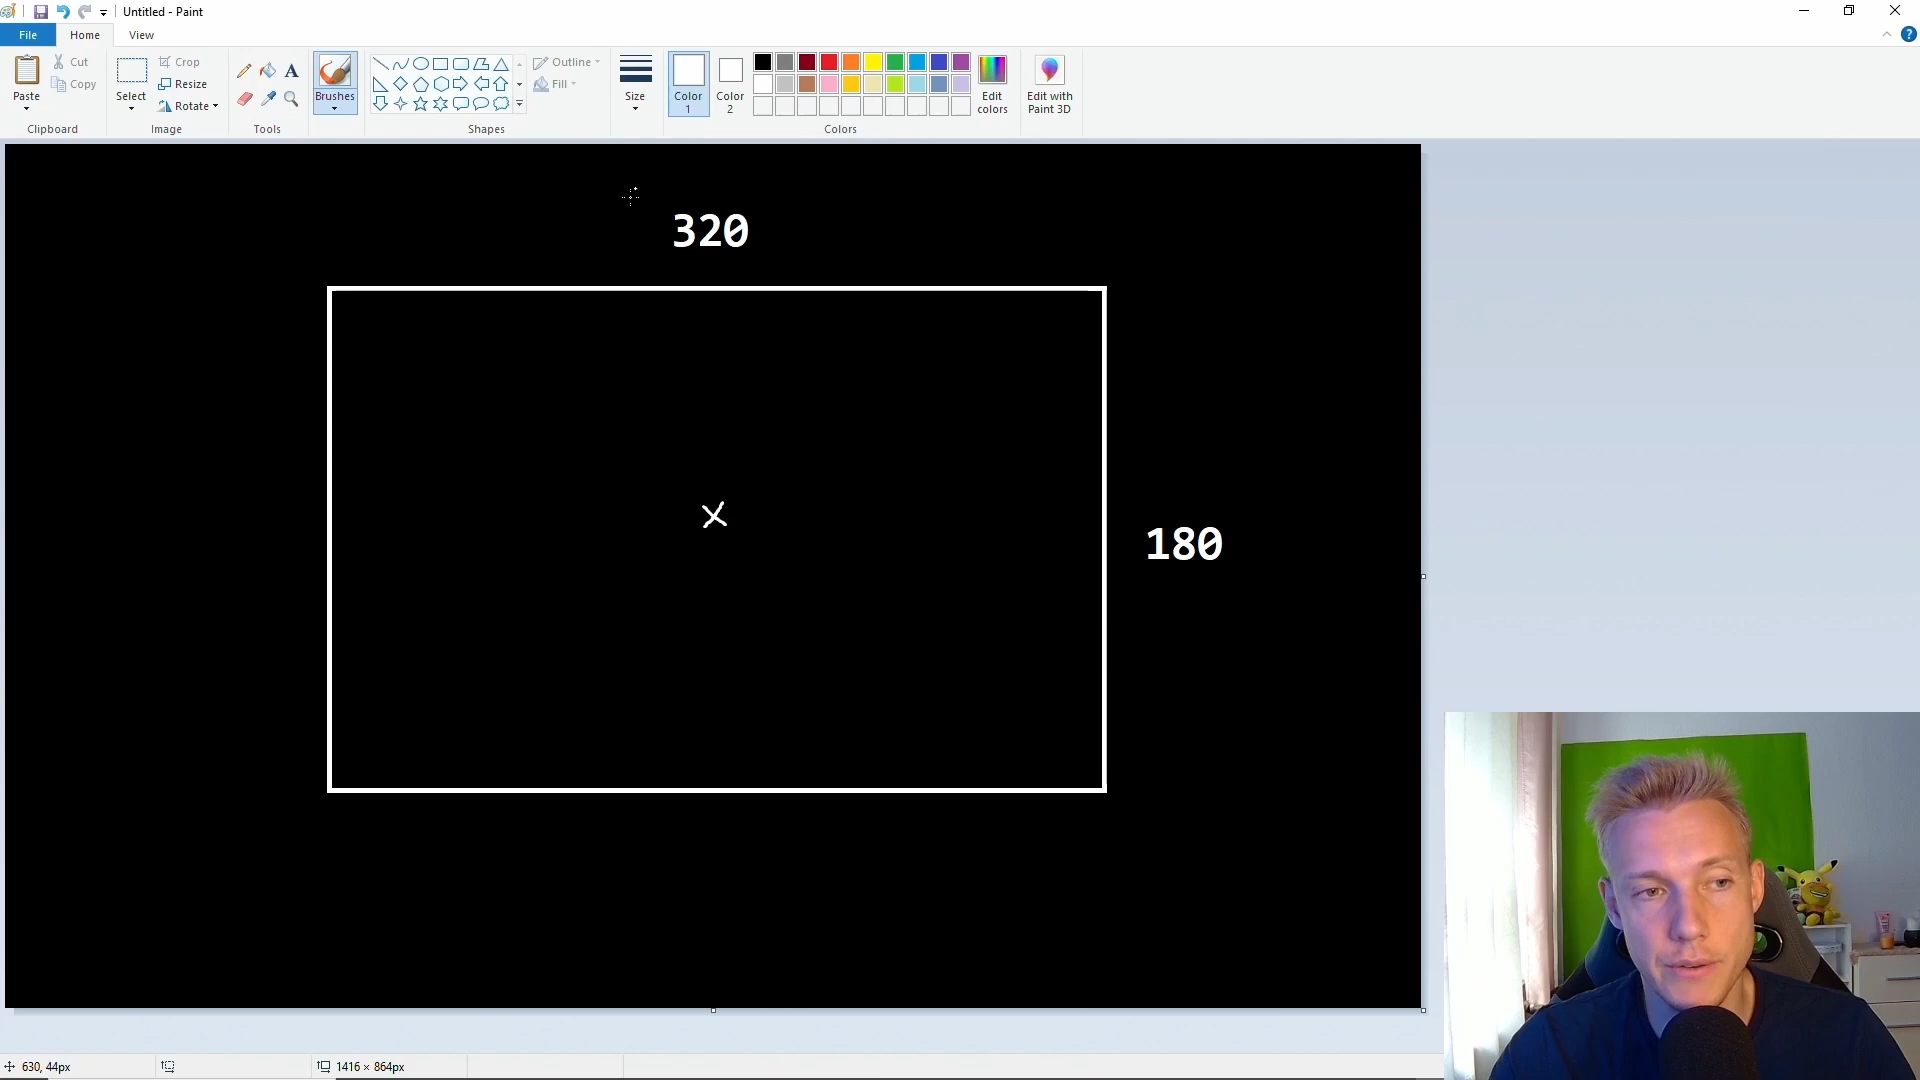 Untitled - Paint
File Home View
Paste
Cut
Copy
Clipboard
Select
Crop
Resize
Rotate
Image
Tools
Brushes
Shapes
Outline
Fill
Size
Color 1
Color 2
Edit colors
Colors
Edit with Paint 3D
320
X
180
630, 44px
1416 × 864px